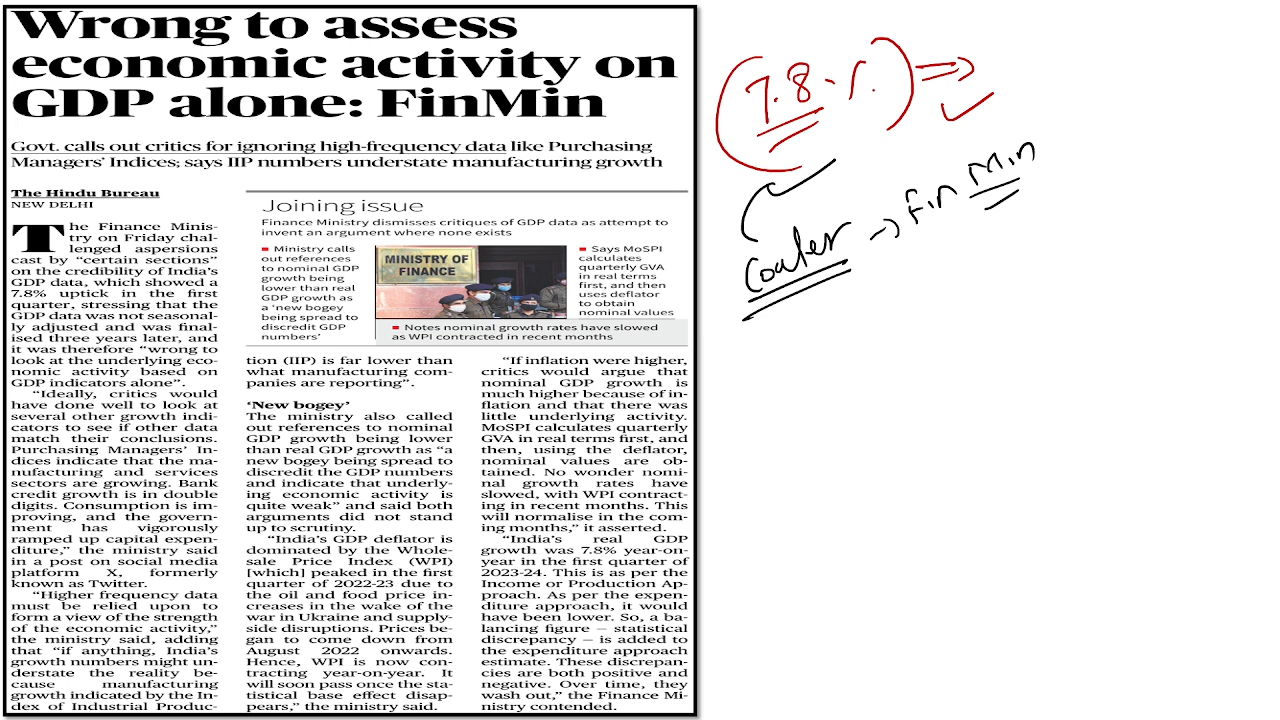 Wrong to assess
economic activity on
GDP alone: FinMin
Govt. calls out critics for ignoring high-frequency data like Purchasing
Managers' Indices; says IIP numbers understate manufacturing growth
The Hindu Bureau
NEW DELHI
The Finance Minis-
try on Friday chal-
lenged aspersions
cast by "certain sections"
on the credibility of India's
GDP data, which showed a
7.8% uptick in the first
quarter, stressing that the
GDP data was not seasonal-
ly adjusted and was final-
ised three years later, and
it was therefore "wrong to
look at the underlying eco-
nomic activity based on
GDP indicators alone".
"Ideally, critics would
have done well to look at
several other growth indi-
cators to see if other data
match their conclusions.
Purchasing Managers' In-
dices indicate that the ma-
nufacturing and services
sectors are growing. Bank
credit growth is in double
digits. Consumption is im-
proving, and the govern-
ment has vigorously
ramped up capital expen-
diture," the ministry said
in a post on social media
platform X, formerly
known as Twitter.
"Higher frequency data
must be relied upon to
form a view of the strength
of the economic activity,"
the ministry said, adding
that "if anything, India's
growth numbers might un-
derstate the reality be-
cause manufacturing
growth indicated by the In-
dex of Industrial Produc-
Joining issue
Finance Ministry dismisses critiques of GDP data as attempt to
invent an argument where none exists
Ministry calls
out references
to nominal GDP
growth being
lower than real
GDP growth as
a 'new bogey
being spread to
discredit GDP
numbers'
MINISTRY OF
FINANCE
Says MoSPI
calculates
quarterly GVA
in real terms
first, and then
uses deflator
to obtain
nominal values
Notes nominal growth rates have slowed
as WPI contracted in recent months
tion (IIP) is far lower than
what manufacturing com-
panies are reporting".
'New bogey'
The ministry also called
out references to nominal
GDP growth being lower
than real GDP growth as "a
new bogey being spread to
discredit the GDP numbers
and indicate that underly-
ing economic activity is
quite weak" and said both
arguments did not stand
up to scrutiny.
"India's GDP deflator is
dominated by the Whole-
sale Price Index (WPI)
[which] peaked in the first
quarter of 2022-23 due to
the oil and food price in-
creases in the wake of the
war in Ukraine and supply-
side disruptions. Prices be-
gan to come down from
August 2022 onwards.
Hence, WPI is now con-
tracting year-on-year. It
will soon pass once the sta-
tistical base effect disap-
pears," the ministry said.
"If inflation were higher,
critics would argue that
nominal GDP growth is
much higher because of in-
flation and that there was
little underlying activity.
MoSPI calculates quarterly
GVA in real terms first, and
then, using the deflator,
nominal values are ob-
tained. No wonder nomi-
nal growth rates have
slowed, with WPI contract-
ing in recent months. This
will normalise in the com-
ing months," it asserted.
"India's real GDP
growth was 7.8% year-on-
year in the first quarter of
2023-24. This is as per the
Income or Production Ap-
proach. As per the expen-
diture approach, it would
have been lower. So, a ba-
lancing figure – statistical
discrepancy – is added to
the expenditure approach
estimate. These discrepan-
cies are both positive and
negative. Over time, they
wash out," the Finance Mi-
nistry contended.
(7.8 %) ⇒
→ Fin Min